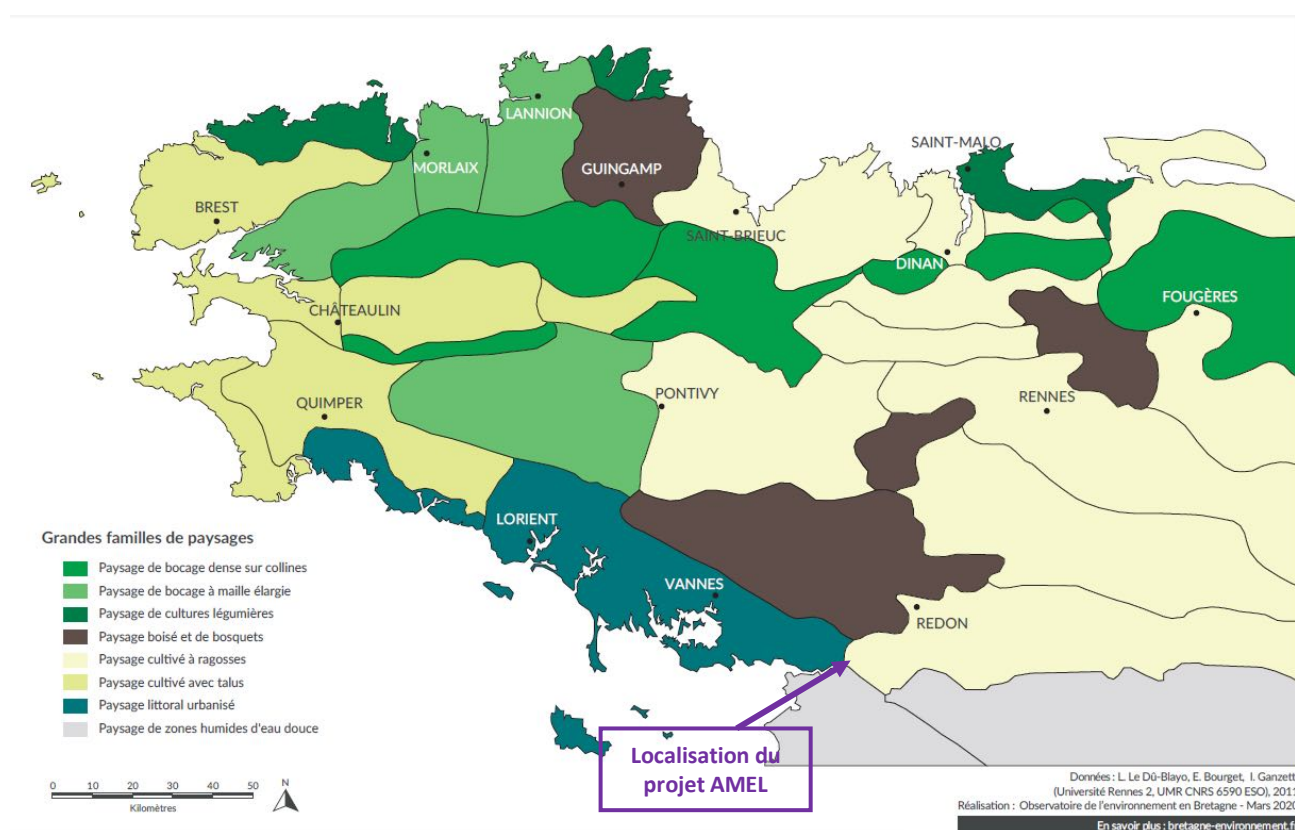 LANNION
MORLAIX
GUINGAMP
SAINT-MALO
BREST
SAINT-BRIEUC
DINAN
FOUGÈRES
CHÂTEAULIN
QUIMPER
PONTIVY
RENNES
LORIENT
VANNES
REDON
Grandes familles de paysages
Paysage de bocage dense sur collines
Paysage de bocage à maille élargie
Paysage de cultures légumières
Paysage boisé et de bosquets
Paysage cultivé à ragosses
Paysage cultivé avec talus
Paysage littoral urbanisé
Paysage de zones humides d'eau douce
Localisation du
projet AMEL
0 10 20 30 40 50
Kilomètres
N
Données : L. Le Dû-Blayo, E. Bourget, I. Ganzett
(Université Rennes 2, UMR CNRS 6590 ESO), 2011
Réalisation : Observatoire de l'environnement en Bretagne - Mars 2020
En savoir plus : bretagne-environnement.f